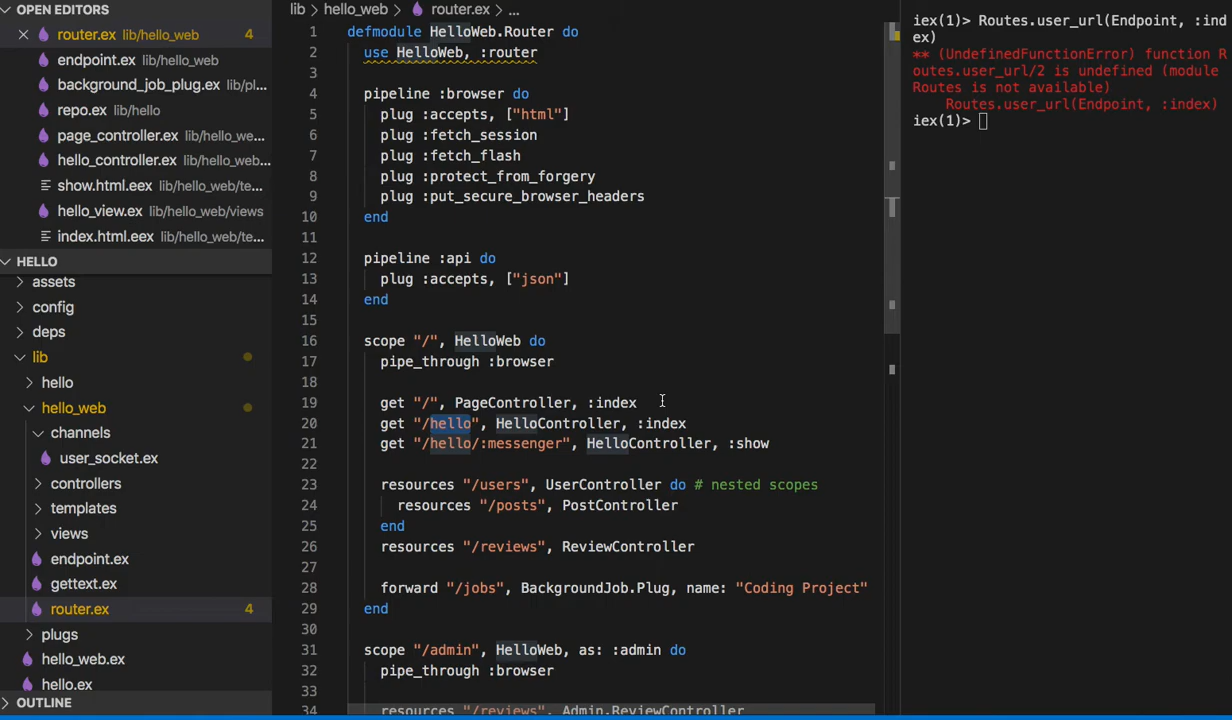 OPEN EDITORS
router.ex lib/hello_web 4
endpoint.ex lib/hello_web
background_job_plug.ex lib/pl...
repo.ex lib/hello
page_controller.ex lib/hello_we...
hello_controller.ex lib/hello_web...
show.html.eex lib/hello_web/te...
hello_view.ex lib/hello_web/views
index.html.eex lib/hello_web/te...
HELLO
assets
config
deps
lib
hello
hello_web
channels
user_socket.ex
controllers
templates
views
endpoint.ex
gettext.ex
router.ex 4
plugs
hello_web.ex
hello.ex
OUTLINE
lib > hello_web > router.ex > ...
1 defmodule HelloWeb.Router do
2 use HelloWeb, :router
3
4 pipeline :browser do
5 plug :accepts, ["html"]
6 plug :fetch_session
7 plug :fetch_flash
8 plug :protect_from_forgery
9 plug :put_secure_browser_headers
10 end
11
12 pipeline :api do
13 plug :accepts, ["json"]
14 end
15
16 scope "/", HelloWeb do
17 pipe_through :browser
18
19 get "/", PageController, :index
20 get "/hello", HelloController, :index
21 get "/hello/:messenger", HelloController, :show
22
23 resources "/users", UserController do # nested scopes
24 resources "/posts", PostController
25 end
26 resources "/reviews", ReviewController
27
28 forward "/jobs", BackgroundJob.Plug, name: "Coding Project"
29 end
30
31 scope "/admin", HelloWeb, as: :admin do
32 pipe_through :browser
33
34 resources "/reviews", Admin.ReviewController
iex(1)> Routes.user_url(Endpoint, :ind
ex)
** (UndefinedFunctionError) function R
outes.user_url/2 is undefined (module
Routes is not available)
Routes.user_url(Endpoint, :index)
iex(1)>